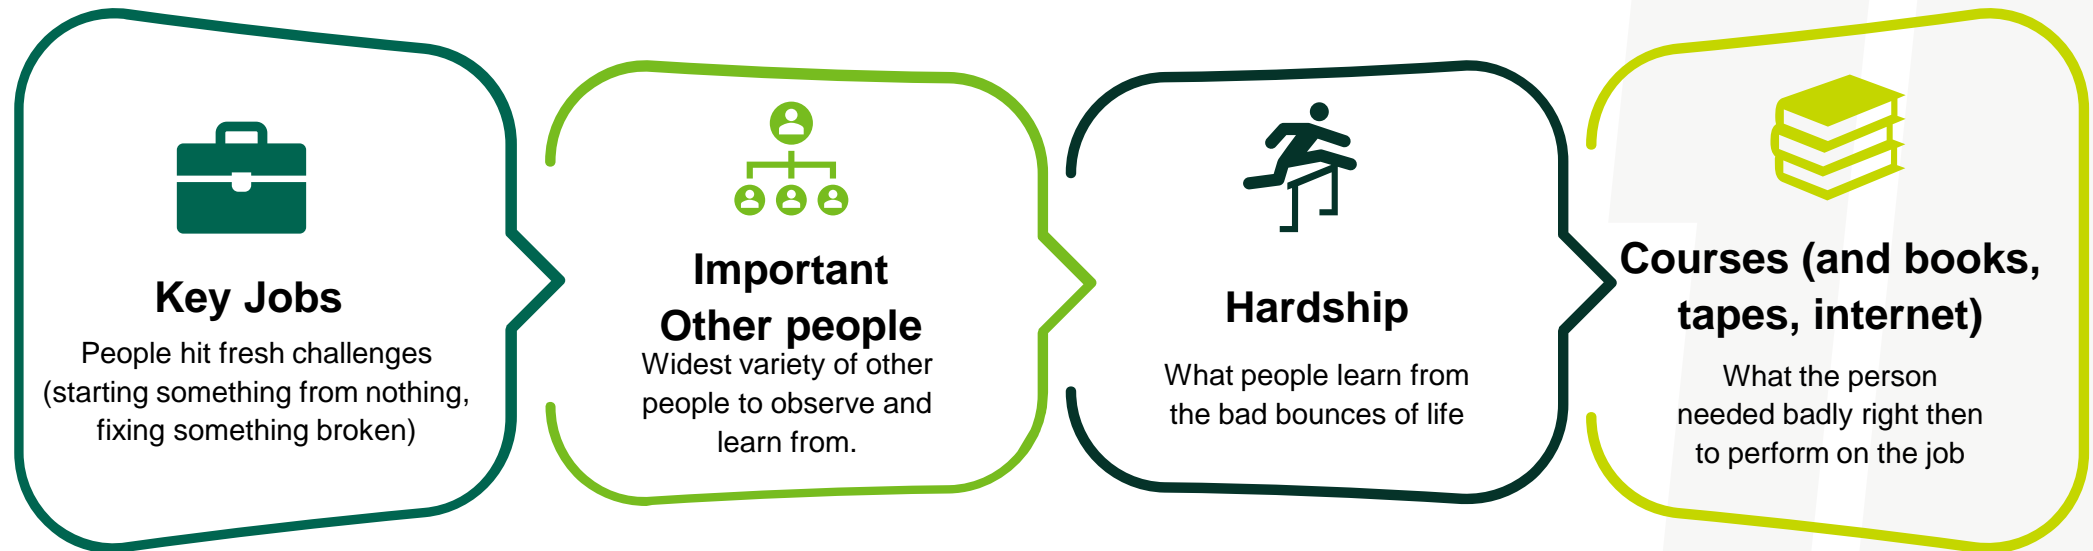 Key Jobs
People hit fresh challenges
(starting something from nothing,
fixing something broken)
Important
Other people
Widest variety of other
people to observe and
learn from.
Hardship
What people learn from
the bad bounces of life
Courses (and books,
tapes, internet)
What the person
needed badly right then
to perform on the job